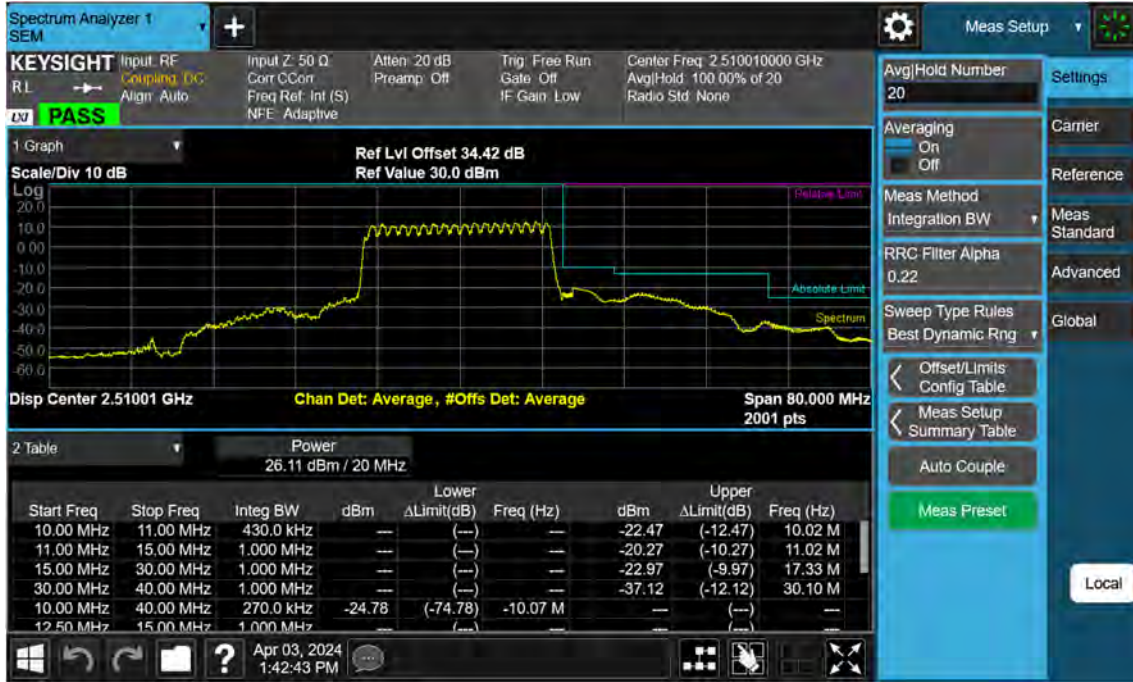 Spectrum Analyzer 1
SEM
Meas Setup
KEYSIGHT Input: RF Input Z: 50 Ω Atten: 20 dB Trig: Free Run Center Freq: 2.510010000 GHz
RL Coupling: DC Corr CCorr Preamp: Off Gate: Off Avg|Hold: 100.00% of 20
Align: Auto Freq Ref: Int (S) IF Gain: Low Radio Std: None
LXI PASS NFE: Adaptive
1 Graph
Ref Lvl Offset 34.42 dB
Scale/Div 10 dB Ref Value 30.0 dBm
Log
Relative Limit
20.0
10.0
0.00
-10.0
-20.0
Absolute Limit
-30.0
Spectrum
-40.0
-50.0
-60.0
Disp Center 2.51001 GHz Chan Det: Average, #Offs Det: Average Span 80.000 MHz
2001 pts
2 Table
Power
26.11 dBm / 20 MHz
Lower Upper
Start Freq Stop Freq Integ BW dBm ΔLimit(dB) Freq (Hz) dBm ΔLimit(dB) Freq (Hz)
10.00 MHz 11.00 MHz 430.0 kHz --- (---) --- -22.47 (-12.47) 10.02 M
11.00 MHz 15.00 MHz 1.000 MHz --- (---) --- -20.27 (-10.27) 11.02 M
15.00 MHz 30.00 MHz 1.000 MHz --- (---) --- -22.97 (-9.97) 17.33 M
30.00 MHz 40.00 MHz 1.000 MHz --- (---) --- -37.12 (-12.12) 30.10 M
10.00 MHz 40.00 MHz 270.0 kHz -24.78 (-74.78) -10.07 M --- (---) ---
12.50 MHz 15.00 MHz 1.000 MHz --- (---) --- --- (---) ---
Apr 03, 2024
1:42:43 PM
Avg|Hold Number
20
Averaging
On
Off
Meas Method
Integration BW
RRC Filter Alpha
0.22
Sweep Type Rules
Best Dynamic Rng
Offset/Limits
Config Table
Meas Setup
Summary Table
Auto Couple
Meas Preset
Settings
Carrier
Reference
Meas
Standard
Advanced
Global
Local